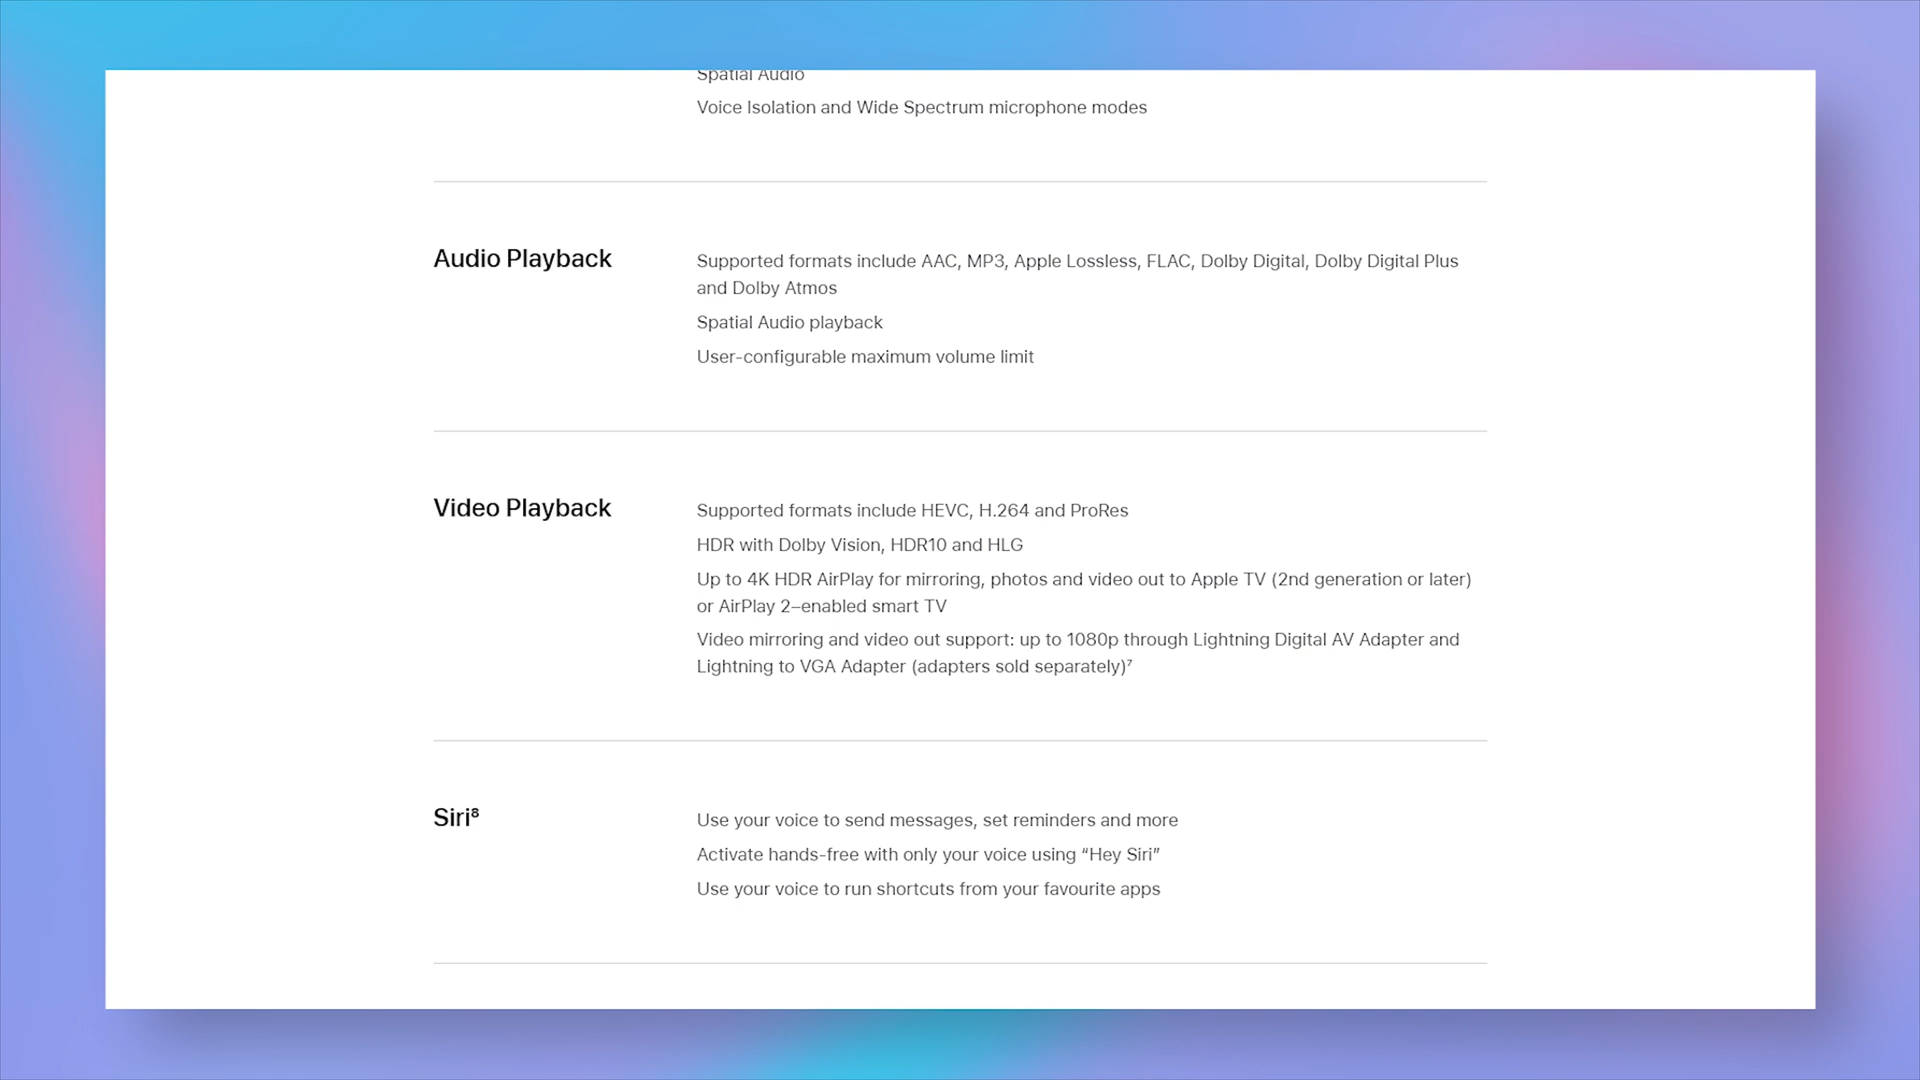 Spatial Audio
Voice Isolation and Wide Spectrum microphone modes
Audio Playback
Supported formats include AAC, MP3, Apple Lossless, FLAC, Dolby Digital, Dolby Digital Plus
and Dolby Atmos
Spatial Audio playback
User-configurable maximum volume limit
Video Playback
Supported formats include HEVC, H.264 and ProRes
HDR with Dolby Vision, HDR10 and HLG
Up to 4K HDR AirPlay for mirroring, photos and video out to Apple TV (2nd generation or later)
or AirPlay 2–enabled smart TV
Video mirroring and video out support: up to 1080p through Lightning Digital AV Adapter and
Lightning to VGA Adapter (adapters sold separately)⁷
Siri⁸
Use your voice to send messages, set reminders and more
Activate hands-free with only your voice using “Hey Siri”
Use your voice to run shortcuts from your favourite apps